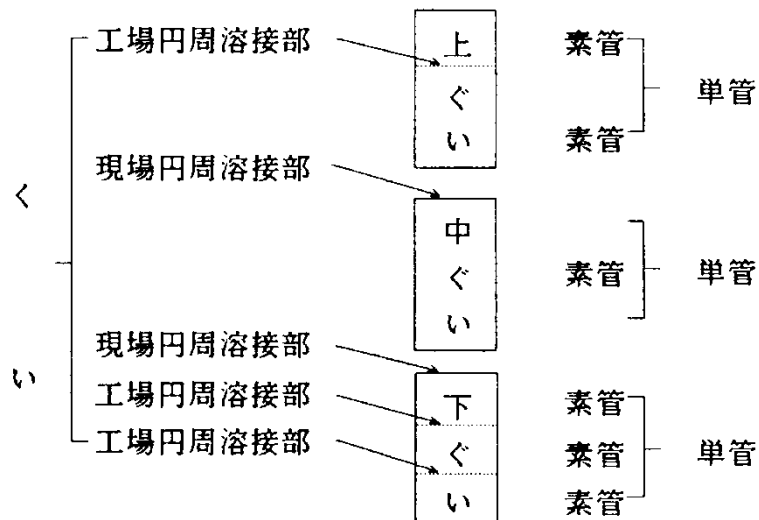 工場円周溶接部 上ぐい 素管 単管
素管
現場円周溶接部
くい
中ぐい 素管 単管
現場円周溶接部
工場円周溶接部 下ぐい 素管
工場円周溶接部 素管 単管
素管